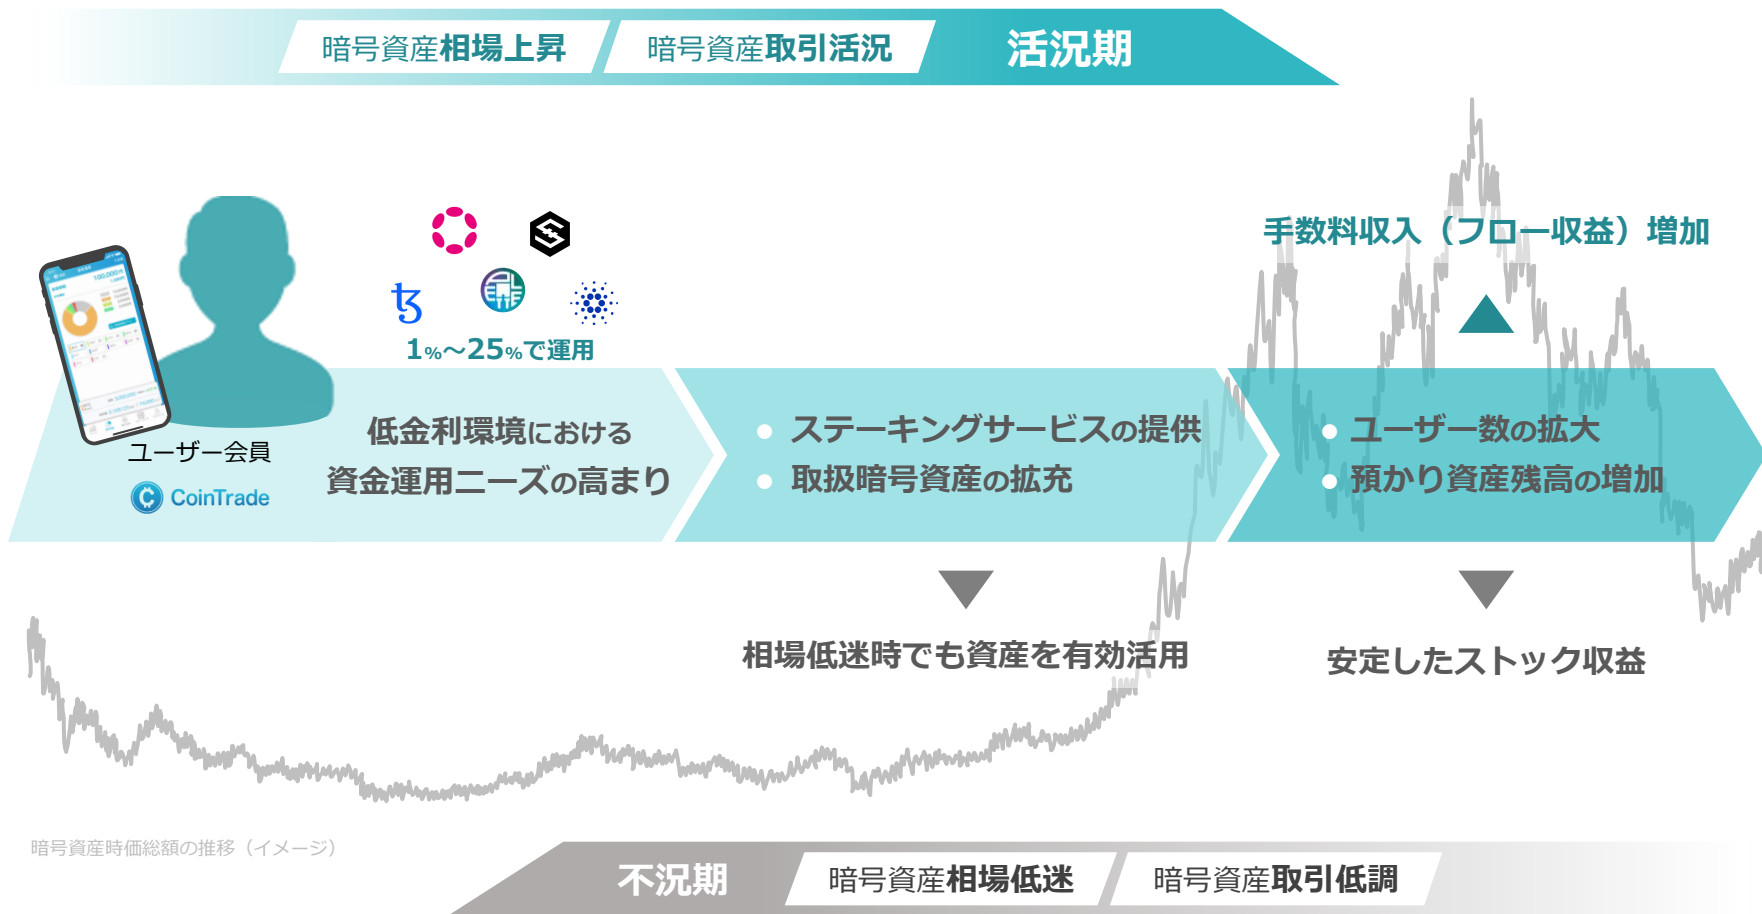 暗号資産相場上昇
暗号資産取引活況
活況期
手数料収入（フロー収益）増加
100,000
1%～25%で運用
ユーザー会員
CoinTrade
低金利環境における
資金運用ニーズの高まり
ステーキングサービスの提供
取扱暗号資産の拡充
ユーザー数の拡大
預かり資産残高の増加
相場低迷時でも資産を有効活用
安定したストック収益
暗号資産時価総額の推移（イメージ）
不況期
暗号資産相場低迷
暗号資産取引低調